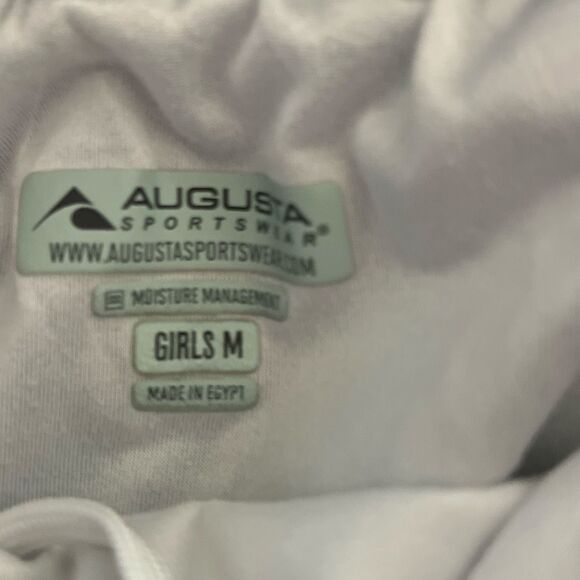 AUGUSTA
SPORTSWEAR®
WWW.AUGUSTASPORTSWEAR.COM
MOISTURE MANAGEMENT
GIRLS M
MADE IN EGYPT